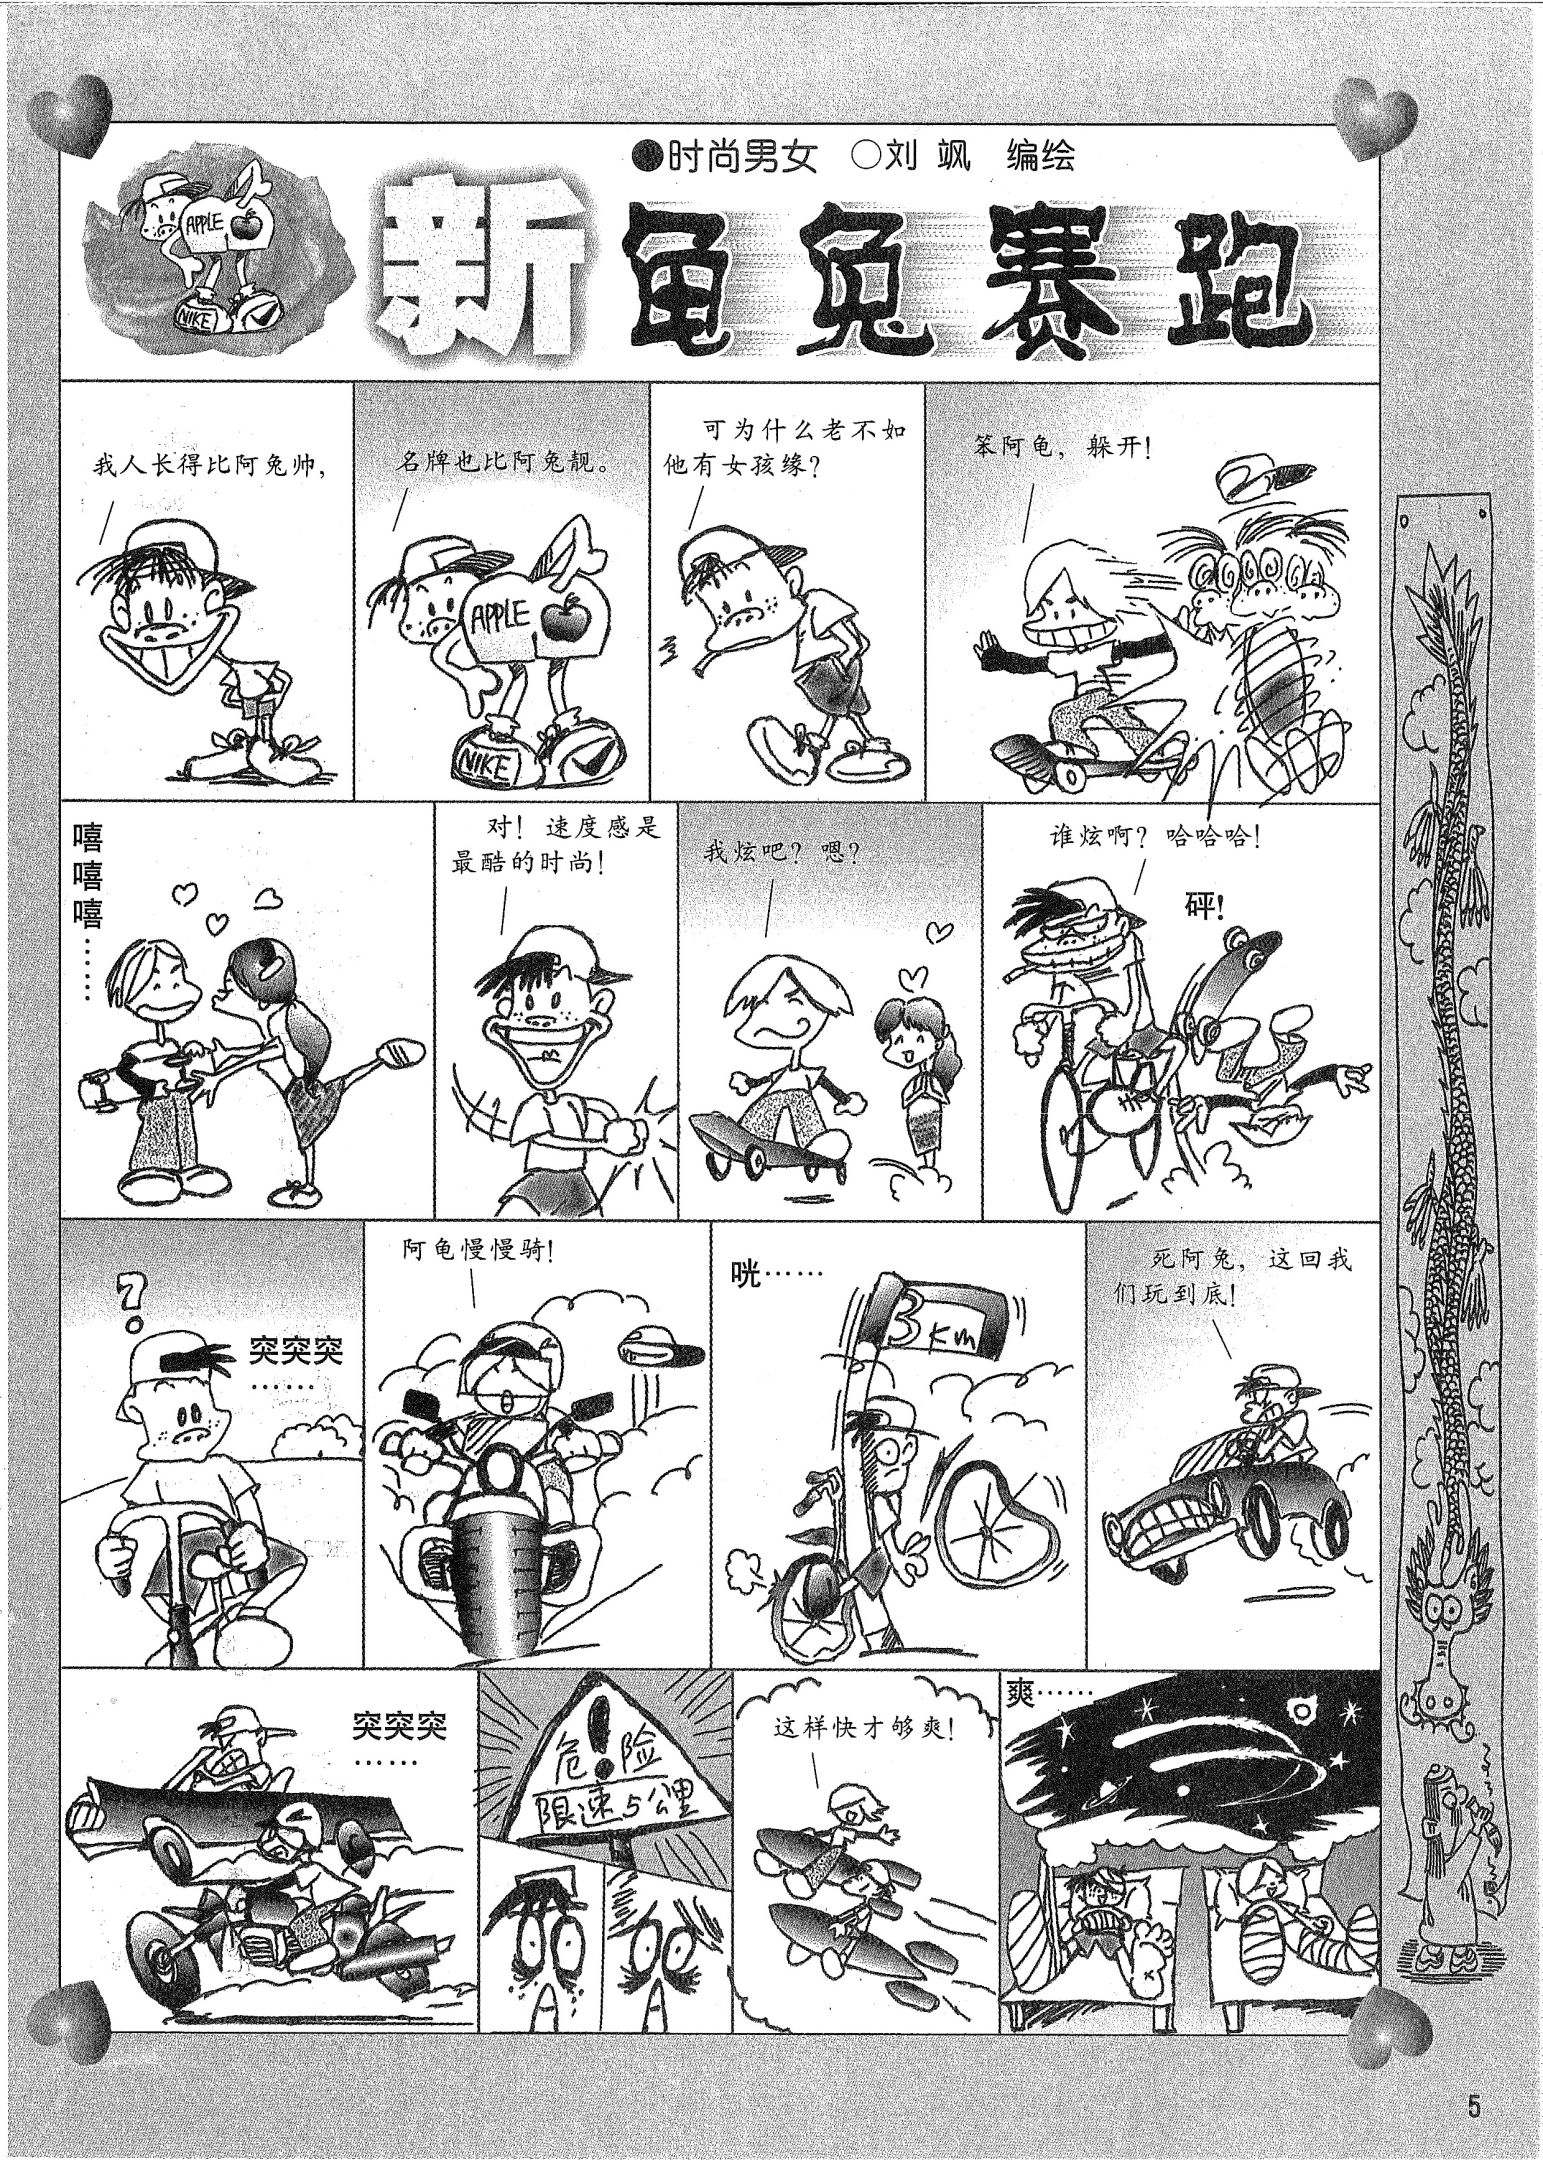 ●时尚男女 ○刘飒 编绘
新龟兔赛跑
APPLE
NIKE
我人长得比阿兔帅，
名牌也比阿兔靓。
APPLE
NIKE
可为什么老不如
他有女孩缘？
笨阿龟，躲开！
嘻嘻嘻……
对！速度感是
最酷的时尚！
我炫吧？嗯？
谁炫啊？哈哈哈！
砰！
?
突突突
……
阿龟慢慢骑！
咣……
3km
死阿兔，这回我
们玩到底！
突突突
……
！
危险
限速5公里
这样快才够爽！
爽……
5